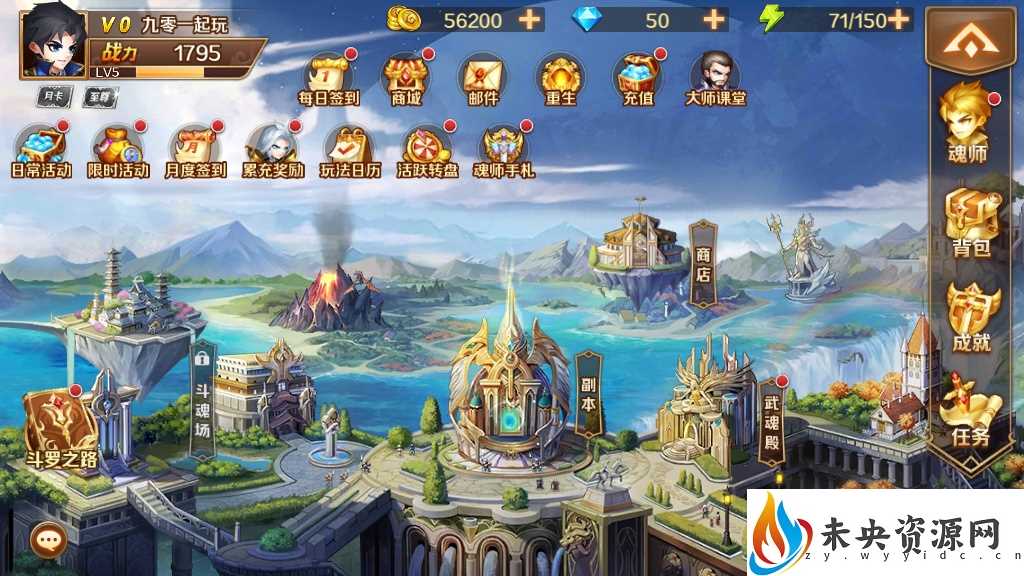 V0 九零一起玩
战力 1795
LV5
月卡 至尊
56200
50
71/150
每日签到 商城 邮件 重生 充值 大师课堂
日常活动 限时活动 月度签到 累充奖励 玩法日历 活跃转盘 魂师手札
魂师
背包
成就
任务
商店
斗魂场
副本
武魂殿
斗罗之路
未央资源网
zy.wyyidc.cn